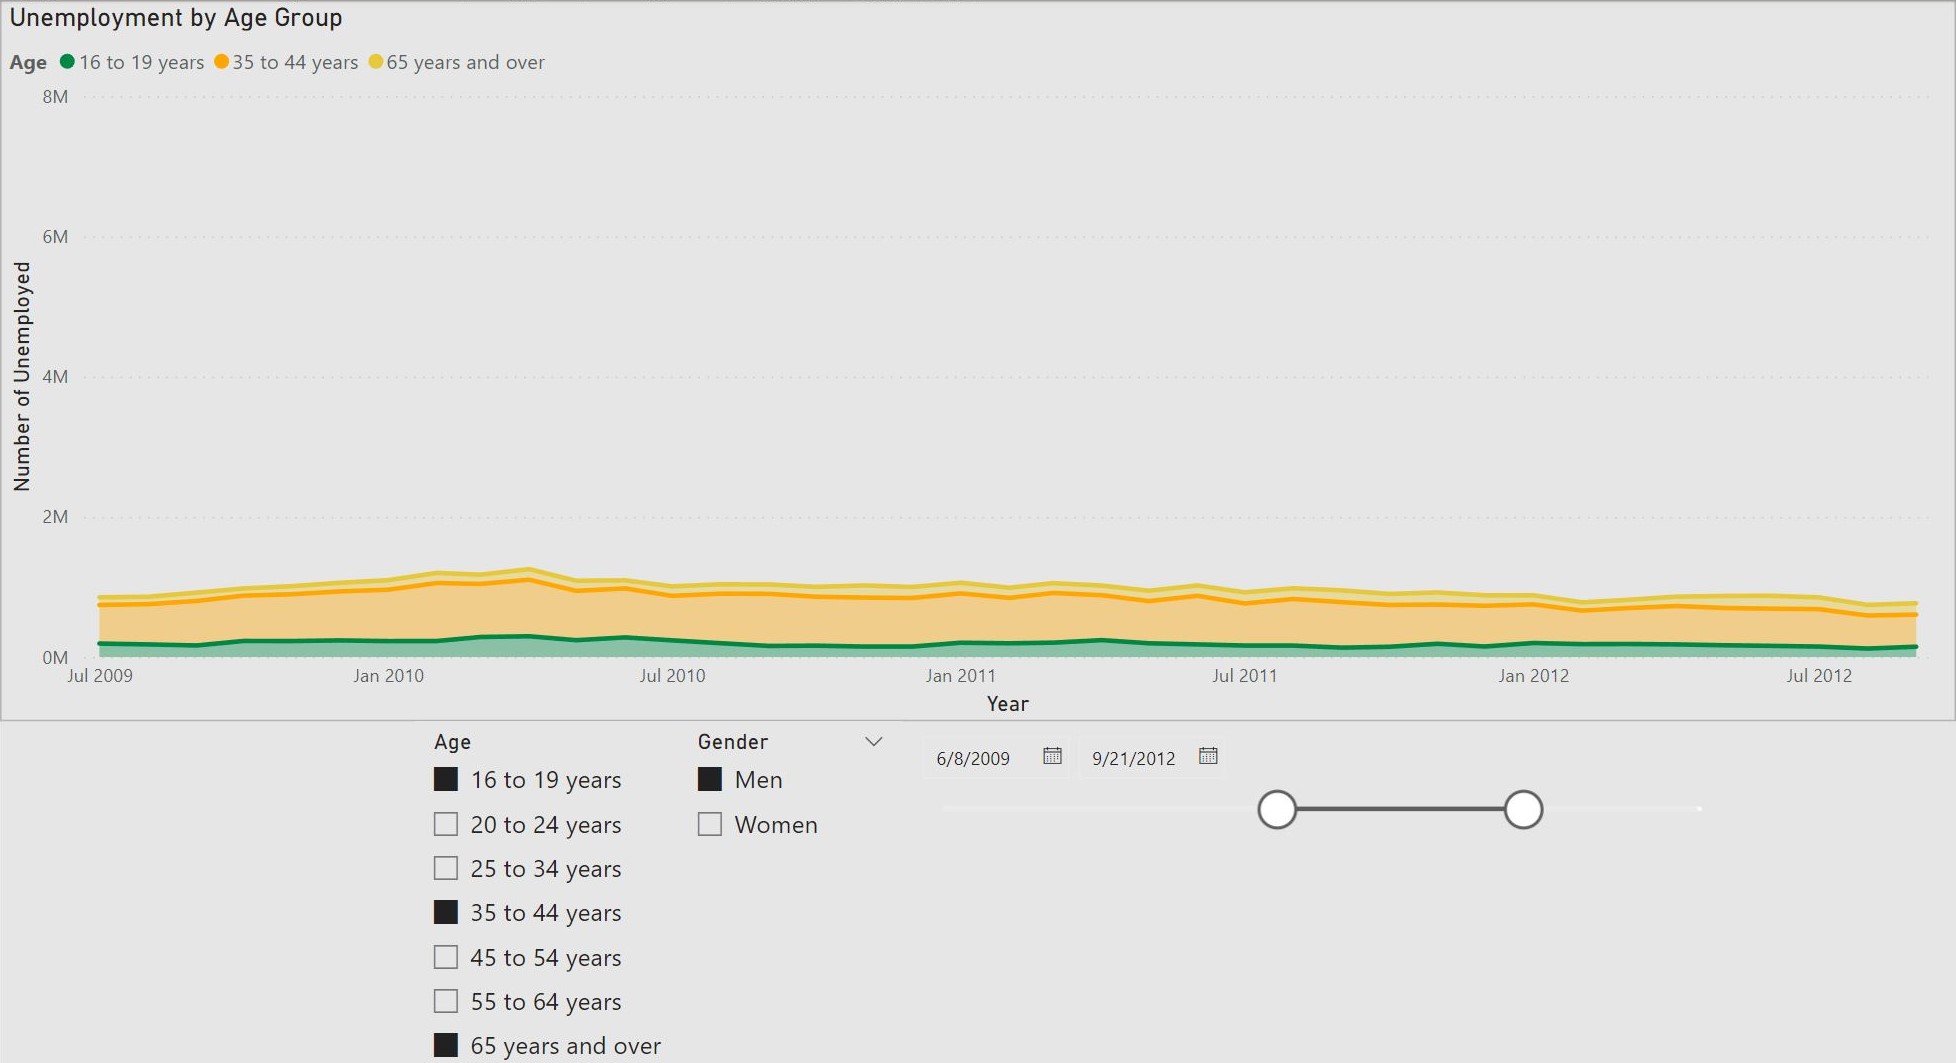 Unemployment by Age Group
Age 16 to 19 years 35 to 44 years 65 years and over
8M
6M
4M
2M
0M
Number of Unemployed
Jul 2009 Jan 2010 Jul 2010 Jan 2011 Jul 2011 Jan 2012 Jul 2012
Year
Age
16 to 19 years
20 to 24 years
25 to 34 years
35 to 44 years
45 to 54 years
55 to 64 years
65 years and over
Gender
Men
Women
6/8/2009 9/21/2012